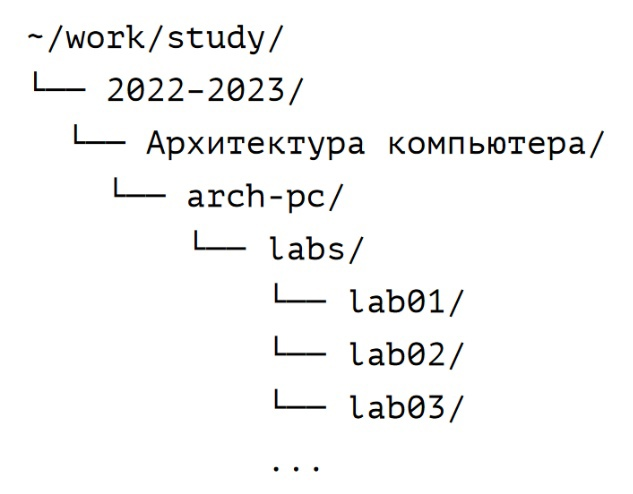 ~/work/study/
└── 2022–2023/
└── Архитектура компьютера/
└── arch-pc/
└── labs/
└── lab01/
└── lab02/
└── lab03/
...